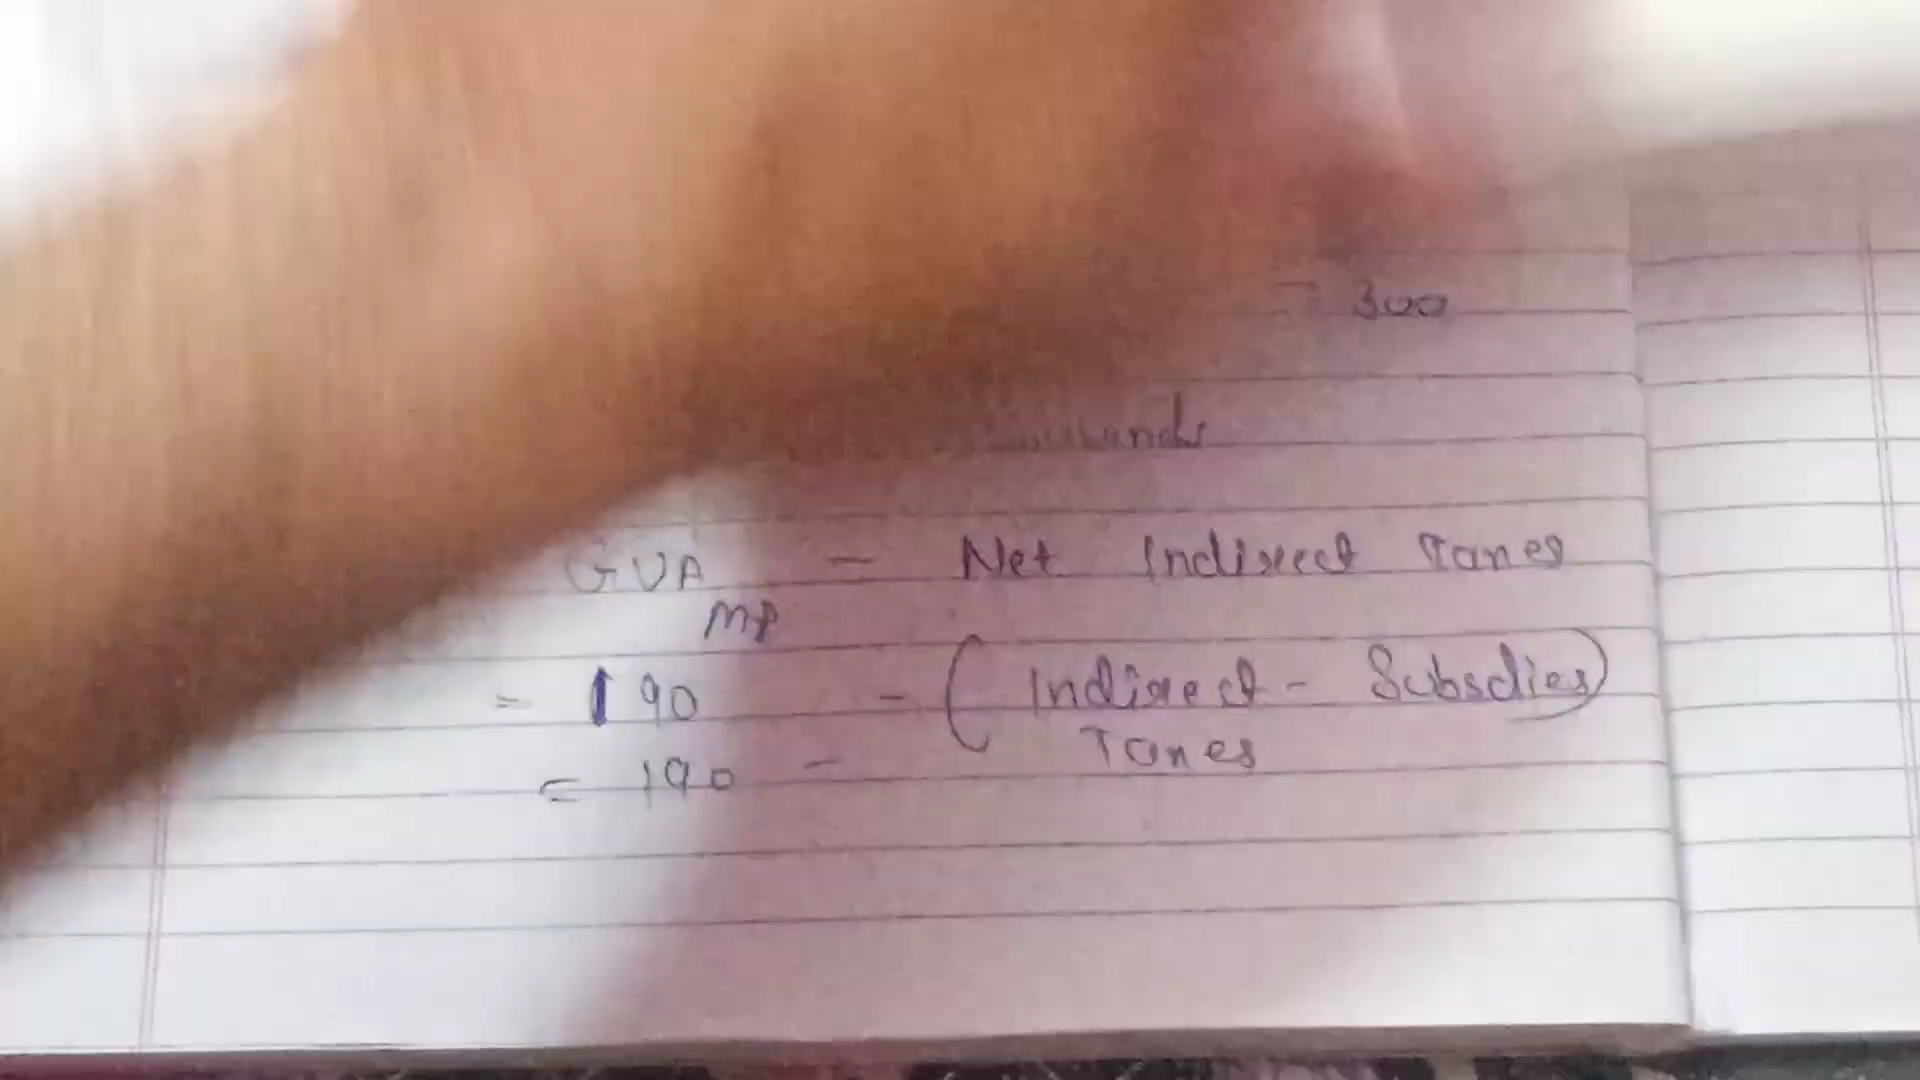 = 300
GVA - Net Indirect Taxes
MP
= 190 - (Indirect - Subsdies)
Taxes
= 190 -